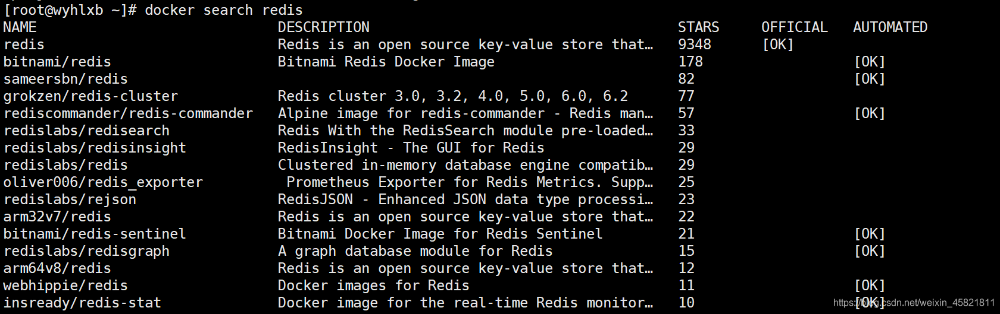 [root@wyhlxb ~]# docker search redis
NAME DESCRIPTION STARS OFFICIAL AUTOMATED
redis Redis is an open source key-value store that… 9348 [OK]
bitnami/redis Bitnami Redis Docker Image 178 [OK]
sameersbn/redis 82 [OK]
grokzen/redis-cluster Redis cluster 3.0, 3.2, 4.0, 5.0, 6.0, 6.2 77
rediscommander/redis-commander Alpine image for redis-commander - Redis man… 57 [OK]
redislabs/redisearch Redis With the RedisSearch module pre-loaded… 33
redislabs/redisinsight RedisInsight - The GUI for Redis 29
redislabs/redis Clustered in-memory database engine compatib… 29
oliver006/redis_exporter Prometheus Exporter for Redis Metrics. Supp… 25
redislabs/rejson RedisJSON - Enhanced JSON data type processi… 23
arm32v7/redis Redis is an open source key-value store that… 22
bitnami/redis-sentinel Bitnami Docker Image for Redis Sentinel 21 [OK]
redislabs/redisgraph A graph database module for Redis 15 [OK]
arm64v8/redis Redis is an open source key-value store that… 12
webhippie/redis Docker images for Redis 11 [OK]
insready/redis-stat Docker image for the real-time Redis monitor… 10 [OK]
https://blog.csdn.net/weixin_45821811